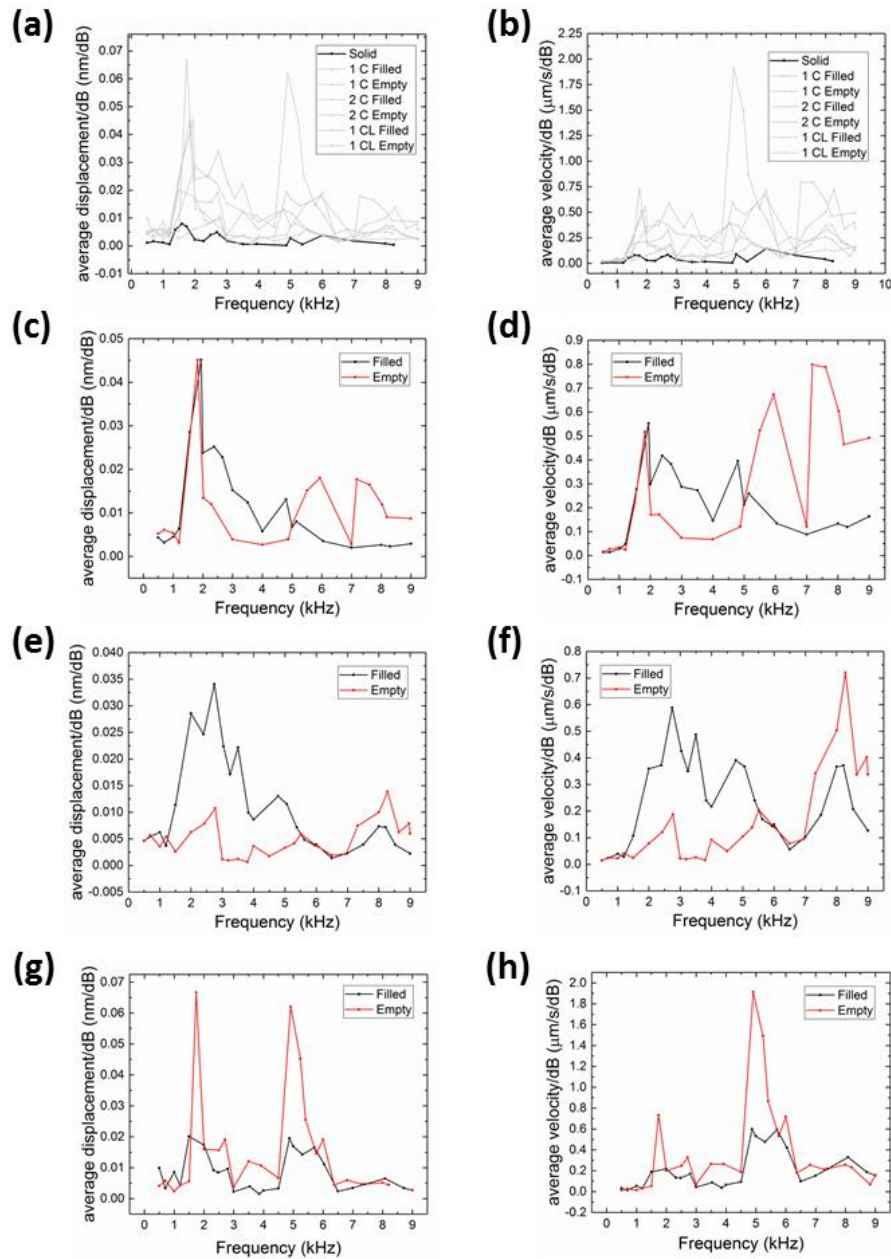 (a)
average displacement/dB (nm/dB)
0.07
0.06
0.05
0.04
0.03
0.02
0.01
0.00
-0.01
Solid
1 C Filled
1 C Empty
2 C Filled
2 C Empty
1 CL Filled
1 CL Empty
0 1 2 3 4 5 6 7 8 9
Frequency (kHz)
(b)
average velocity/dB (μm/s/dB)
2.25
2.00
1.75
1.50
1.25
1.00
0.75
0.50
0.25
0.00
Solid
1 C Filled
1 C Empty
2 C Filled
2 C Empty
1 CL Filled
1 CL Empty
0 1 2 3 4 5 6 7 8 9 10
Frequency (kHz)
(c)
average displacement/dB (nm/dB)
0.05
0.04
0.03
0.02
0.01
0.00
Filled
Empty
0 1 2 3 4 5 6 7 8 9
Frequency (kHz)
(d)
average velocity/dB (μm/s/dB)
0.9
0.8
0.7
0.6
0.5
0.4
0.3
0.2
0.1
0.0
-0.1
Filled
Empty
0 1 2 3 4 5 6 7 8 9
Frequency (kHz)
(e)
average displacement/dB (nm/dB)
0.040
0.035
0.030
0.025
0.020
0.015
0.010
0.005
0.000
-0.005
Filled
Empty
0 1 2 3 4 5 6 7 8 9
Frequency (kHz)
(f)
average velocity/dB (μm/s/dB)
0.8
0.7
0.6
0.5
0.4
0.3
0.2
0.1
0.0
-0.1
Filled
Empty
0 1 2 3 4 5 6 7 8 9
Frequency (kHz)
(g)
average displacement/dB (nm/dB)
0.07
0.06
0.05
0.04
0.03
0.02
0.01
0.00
Filled
Empty
0 1 2 3 4 5 6 7 8 9
Frequency (kHz)
(h)
average velocity/dB (μm/s/dB)
2.0
1.8
1.6
1.4
1.2
1.0
0.8
0.6
0.4
0.2
0.0
-0.2
Filled
Empty
0 1 2 3 4 5 6 7 8 9
Frequency (kHz)